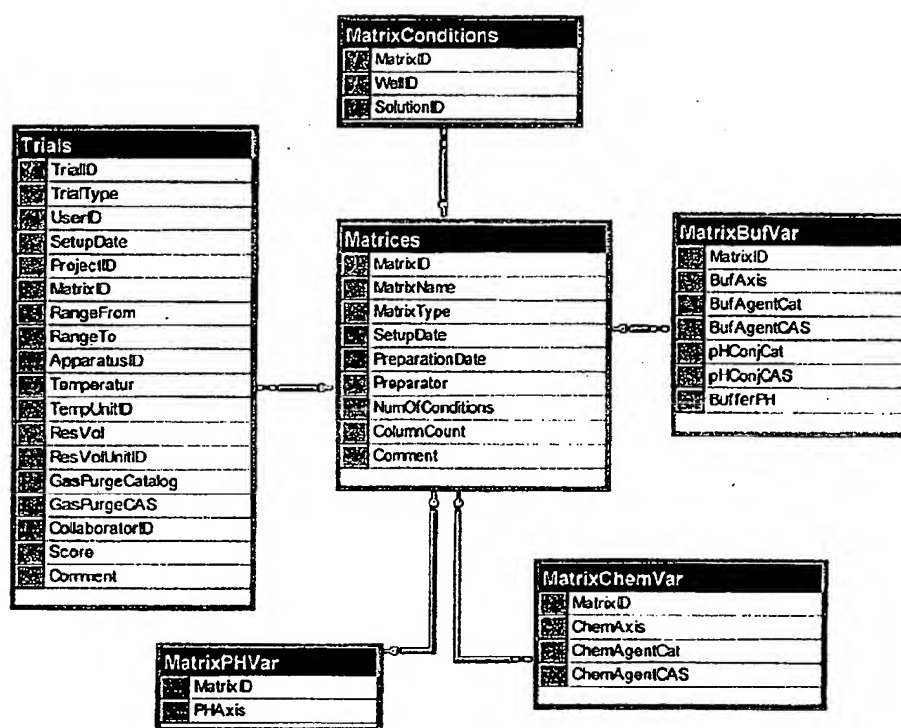 MatrixConditions
MatrixID
WellID
SolutionID
Trials
TrialID
TrialType
UserID
SetupDate
ProjectID
MatrixID
RangeFrom
RangeTo
ApparatusID
Temperatur
TempUnitID
ResVol
ResVolUnitID
GasPurgeCatalog
GasPurgeCAS
CollaboratorID
Score
Comment
Matrices
MatrixID
MatrixName
MatrixType
SetupDate
PreparationDate
Preparator
NumOfConditions
ColumnCount
Comment
MatrixBufVar
MatrixID
BufAxis
BufAgentCat
BufAgentCAS
pHConjCat
pHConjCAS
BufferPH
MatrixChemVar
MatrixID
ChemAxis
ChemAgentCat
ChemAgentCAS
MatrixPHVar
MatrixID
PHAxis